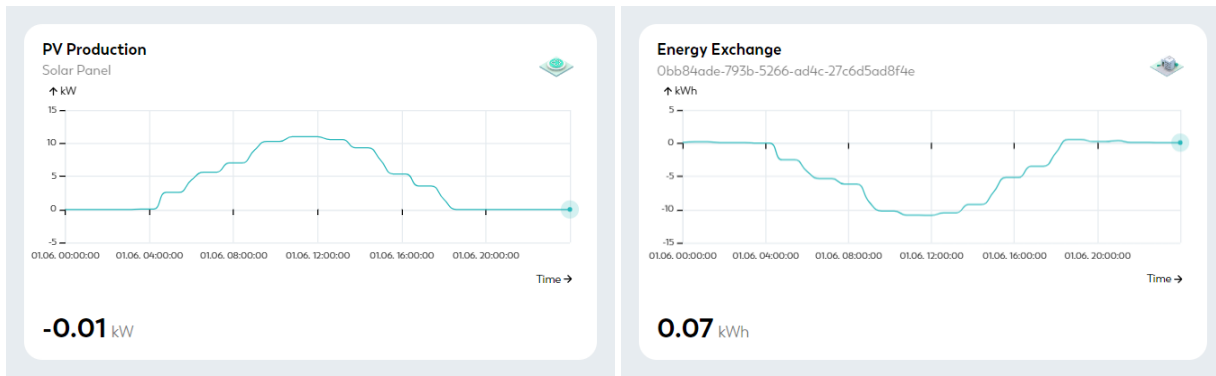 PV Production
Solar Panel
↑ kW
15
10
5
0
-5
01.06. 00:00:00 01.06. 04:00:00 01.06. 08:00:00 01.06. 12:00:00 01.06. 16:00:00 01.06. 20:00:00
Time →
-0.01 kW
Energy Exchange
0bb84ade-793b-5266-ad4c-27c6d5ad8f4e
↑ kWh
5
0
-5
-10
-15
01.06. 00:00:00 01.06. 04:00:00 01.06. 08:00:00 01.06. 12:00:00 01.06. 16:00:00 01.06. 20:00:00
Time →
0.07 kWh